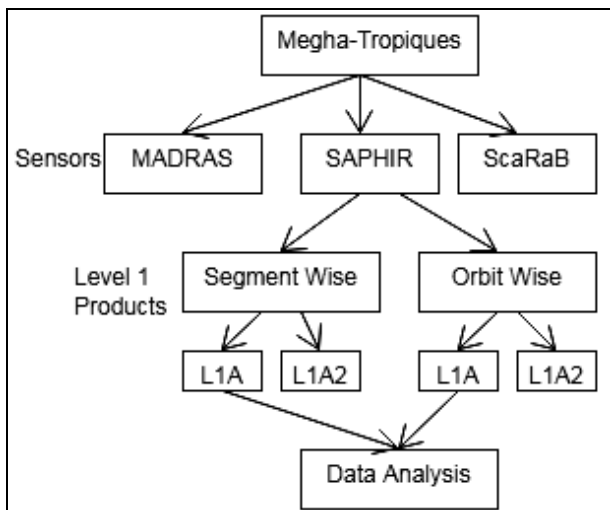 Megha-Tropiques
Sensors
MADRAS
SAPHIR
ScaRaB
Level 1
Products
Segment Wise
Orbit Wise
L1A
L1A2
L1A
L1A2
Data Analysis